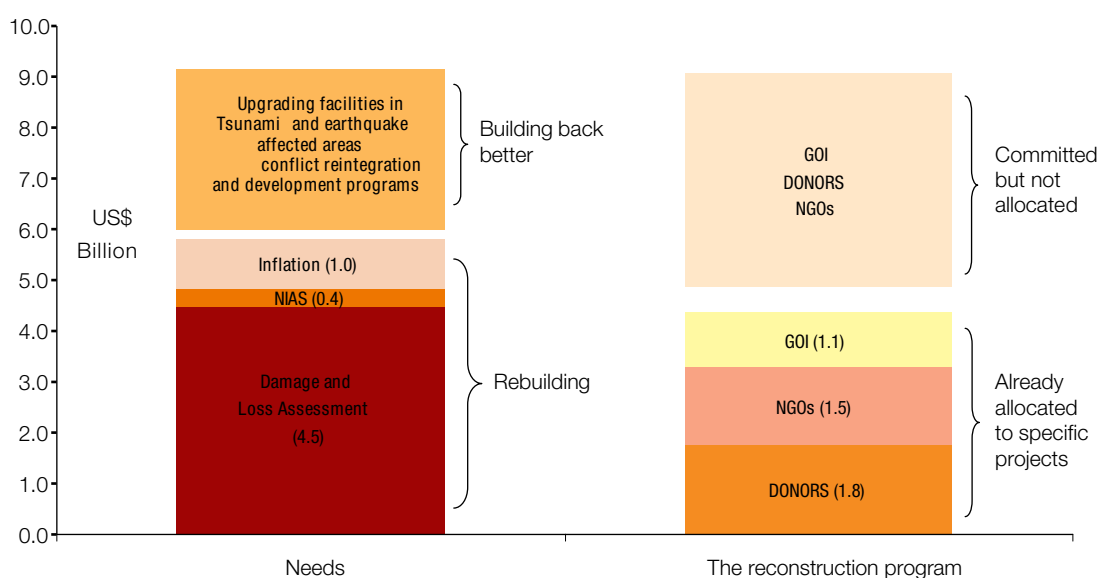 10.0
9.0
8.0
7.0
6.0
5.0
4.0
3.0
2.0
1.0
0.0
US$
Billion
Upgrading facilities in
Tsunami and earthquake
affected areas
conflict reintegration
and development programs
Building back
better
Inflation (1.0)
NIAS (0.4)
Damage and
Loss Assessment
(4.5)
Rebuilding
GOI
DONORS
NGOs
Committed
but not
allocated
GOI (1.1)
NGOs (1.5)
DONORS (1.8)
Already
allocated
to specific
projects
Needs
The reconstruction program